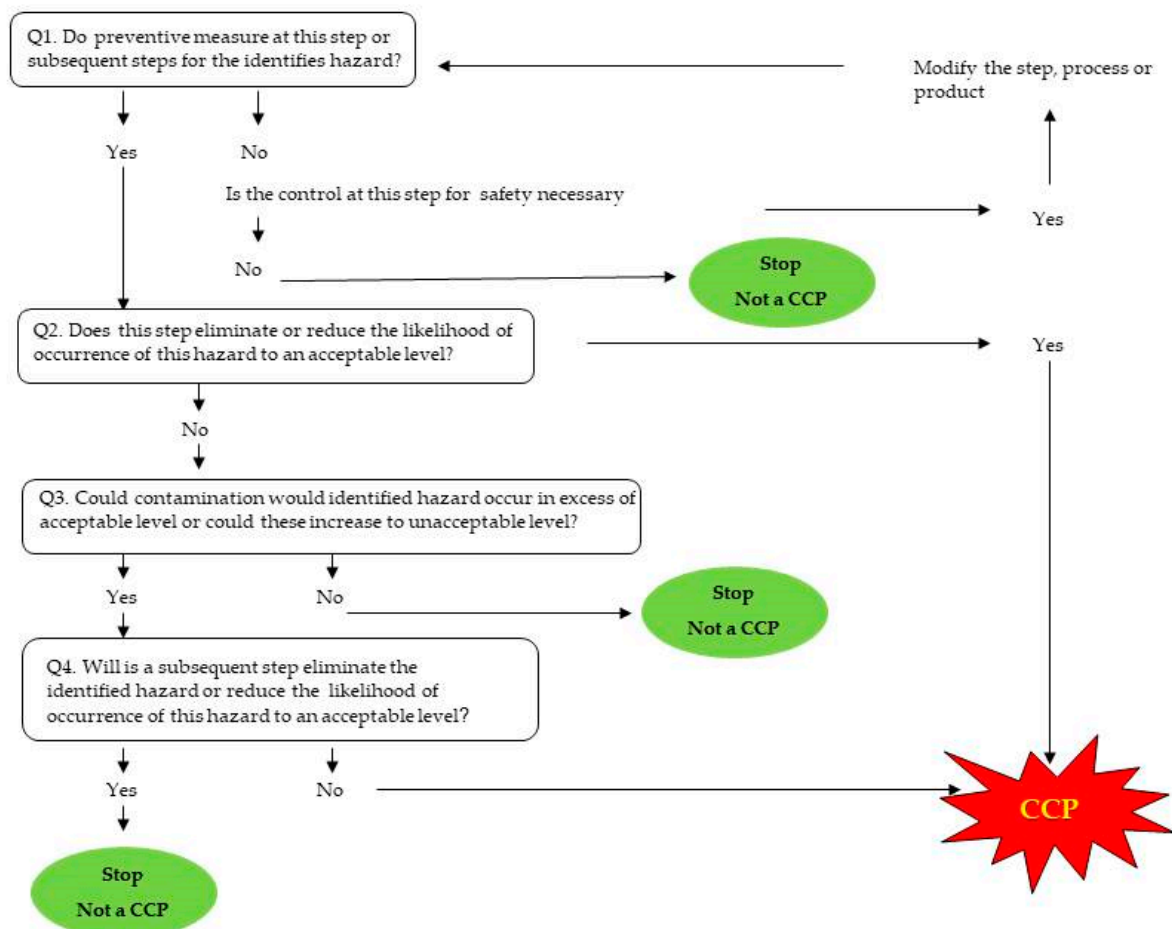 Q1. Do preventive measure at this step or
subsequent steps for the identifies hazard?
Modify the step, process or
product
Yes
No
Is the control at this step for safety necessary
Yes
No
Stop
Not a CCP
Q2. Does this step eliminate or reduce the likelihood of
occurrence of this hazard to an acceptable level?
Yes
No
Q3. Could contamination would identified hazard occur in excess of
acceptable level or could these increase to unacceptable level?
Yes
No
Stop
Not a CCP
Q4. Will is a subsequent step eliminate the
identified hazard or reduce the likelihood of
occurrence of this hazard to an acceptable level?
Yes
No
CCP
Stop
Not a CCP